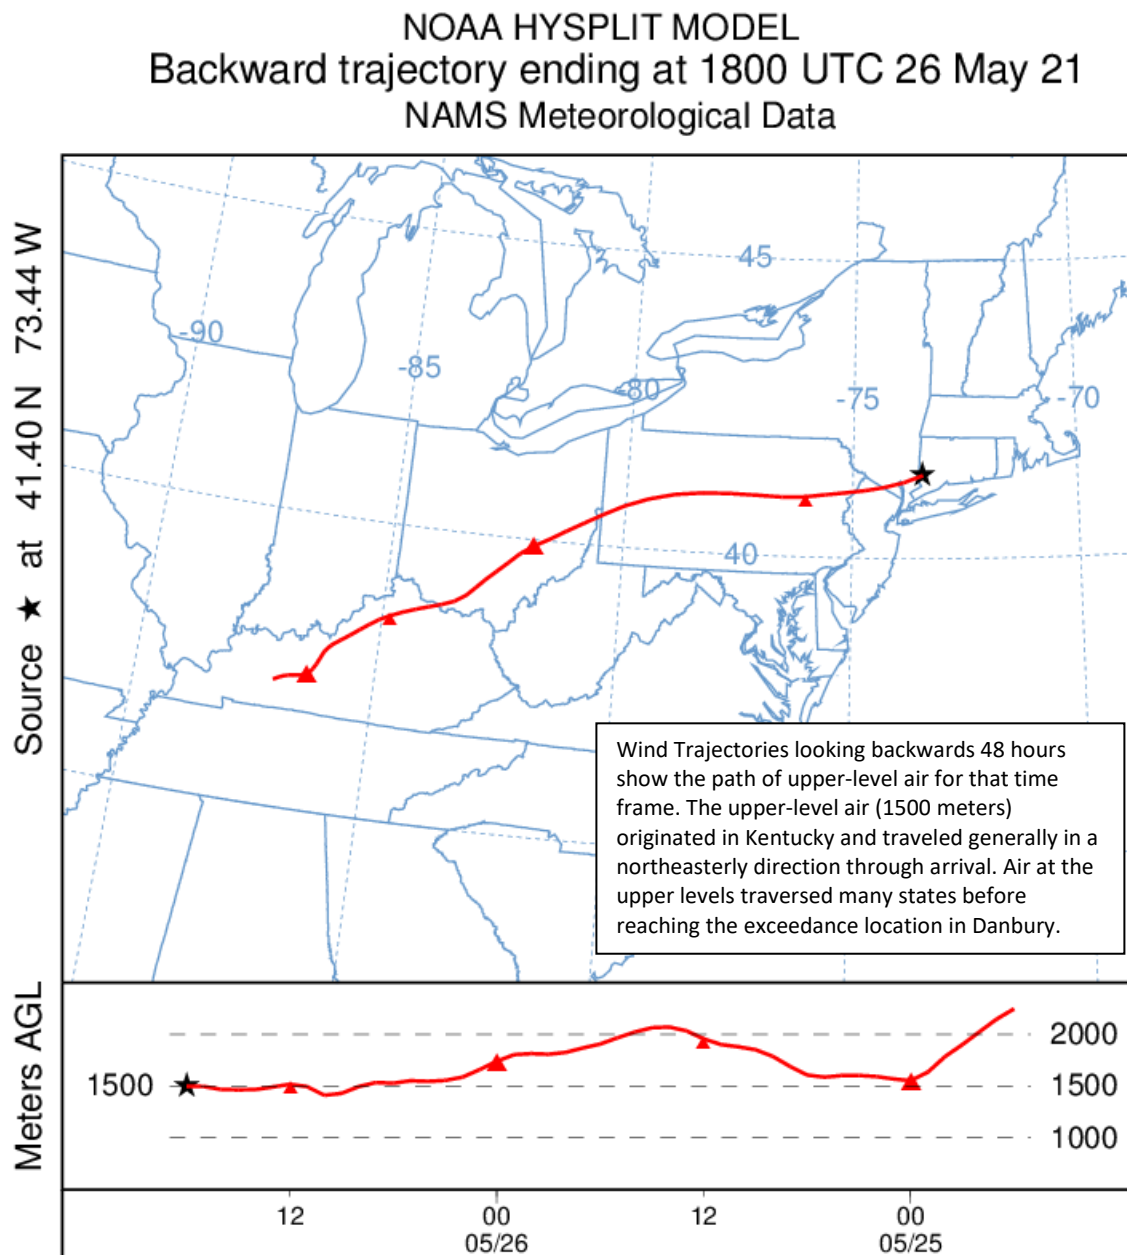 NOAA HYSPLIT MODEL
Backward trajectory ending at 1800 UTC 26 May 21
NAMS Meteorological Data
Source ★ at 41.40 N 73.44 W
45
-90
-85
-80
-75
-70
40
Wind Trajectories looking backwards 48 hours
show the path of upper-level air for that time
frame. The upper-level air (1500 meters)
originated in Kentucky and traveled generally in a
northeasterly direction through arrival. Air at the
upper levels traversed many states before
reaching the exceedance location in Danbury.
Meters AGL
2000
1500
1500
1000
12
00
12
00
05/26
05/25